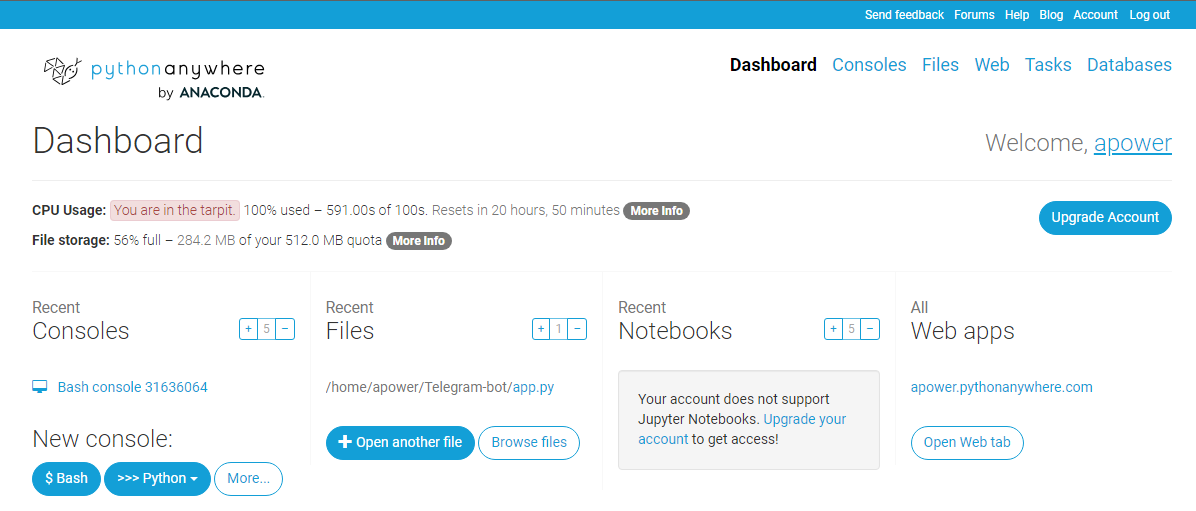 Send feedback Forums Help Blog Account Log out
pythonanywhere
by ANACONDA.
Dashboard Consoles Files Web Tasks Databases
Dashboard
Welcome, apower
CPU Usage: You are in the tarpit. 100% used – 591.00s of 100s. Resets in 20 hours, 50 minutes More Info
Upgrade Account
File storage: 56% full – 284.2 MB of your 512.0 MB quota More Info
Recent
Consoles
+ 5 −
Bash console 31636064
New console:
$ Bash >>> Python More...
Recent
Files
+ 1 −
/home/apower/Telegram-bot/app.py
+ Open another file Browse files
Recent
Notebooks
+ 5 −
Your account does not support
Jupyter Notebooks. Upgrade your
account to get access!
All
Web apps
apower.pythonanywhere.com
Open Web tab